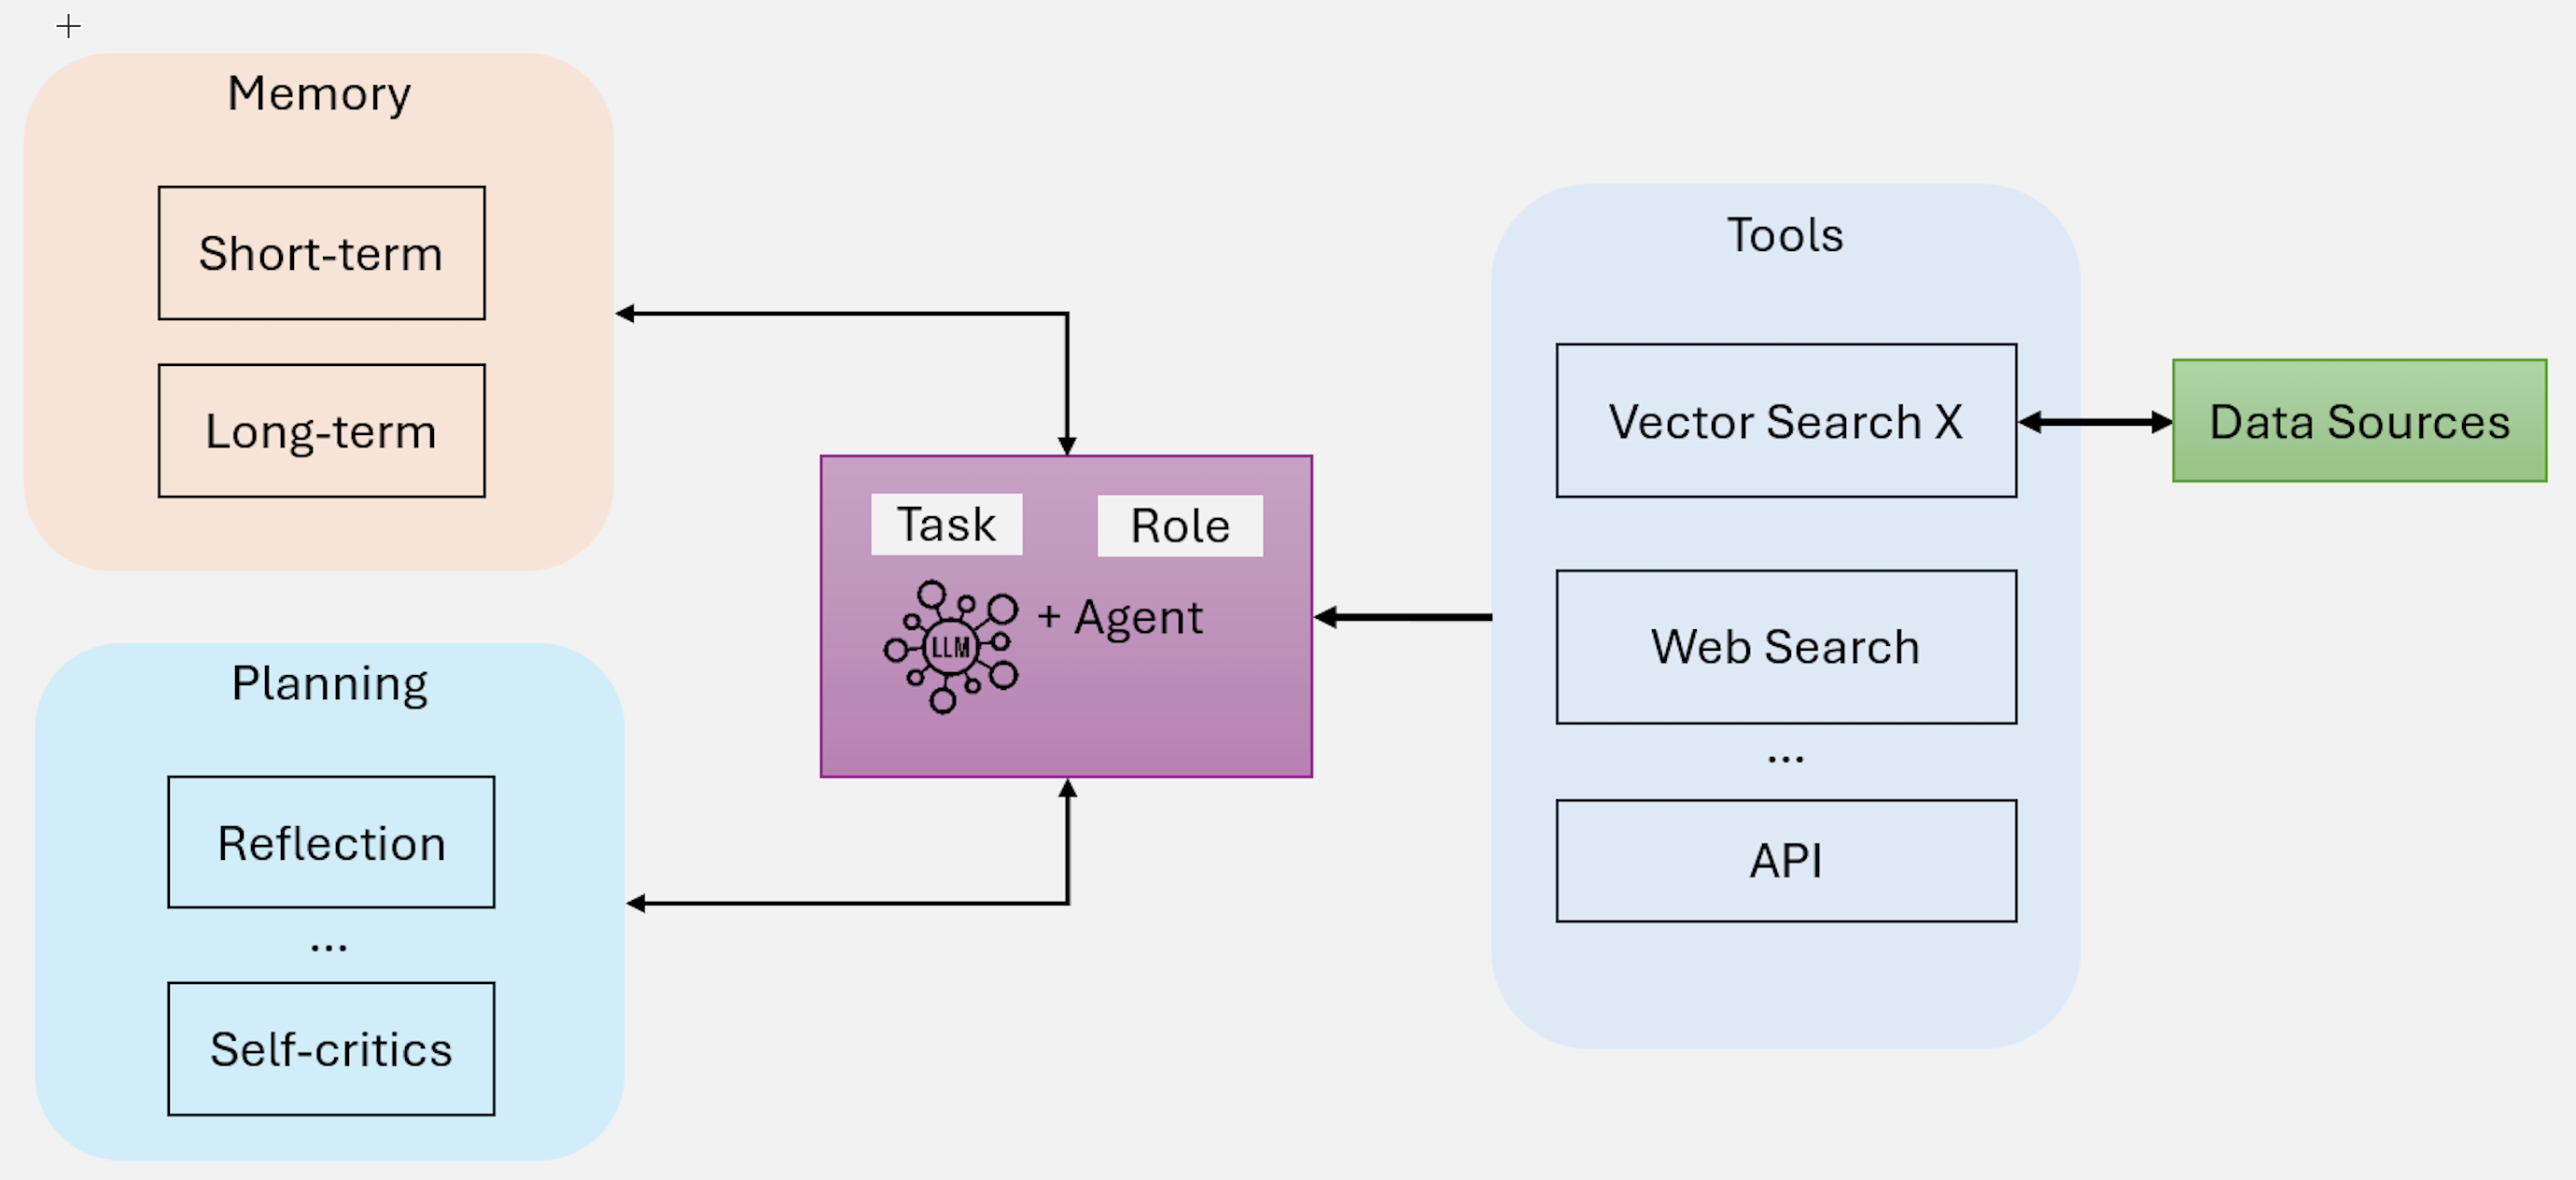 Memory
Short-term
Long-term
Planning
Reflection
...
Self-critics
Task
Role
LLM
+ Agent
Tools
Vector Search X
Web Search
...
API
Data Sources